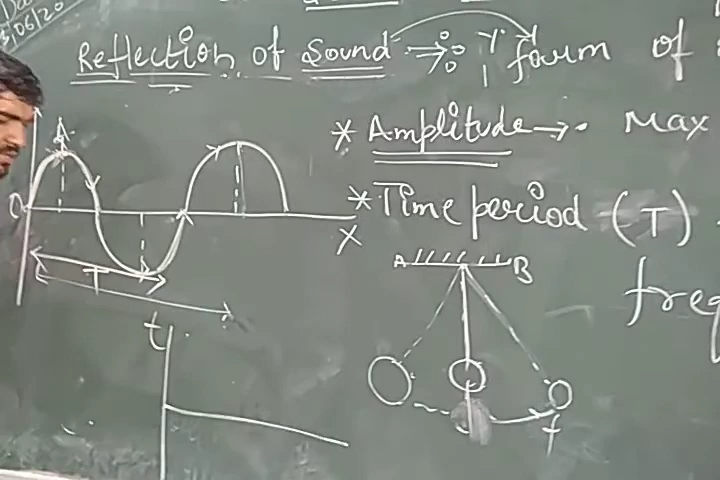 Reflection of Sound → form of
* Amplitude → Max
* Time period (T)
freq
A
O
X
T
t
A B
f